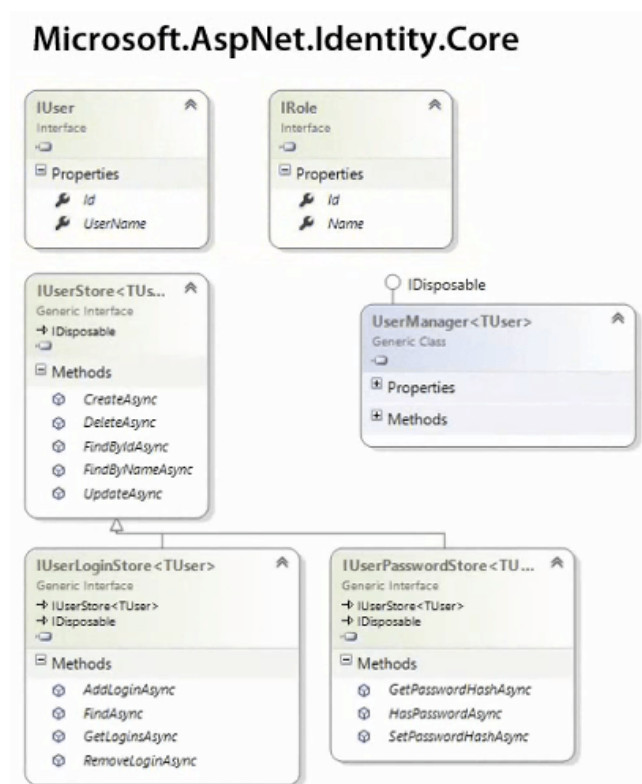 Microsoft.AspNet.Identity.Core
IUser
Interface
Properties
Id
UserName
IRole
Interface
Properties
Id
Name
IUserStore<TUs...
Generic Interface
IDisposable
Methods
CreateAsync
DeleteAsync
FindByIdAsync
FindByNameAsync
UpdateAsync
IDisposable
UserManager<TUser>
Generic Class
Properties
Methods
IUserLoginStore<TUser>
Generic Interface
IUserStore<TUser>
IDisposable
Methods
AddLoginAsync
FindAsync
GetLoginsAsync
RemoveLoginAsync
IUserPasswordStore<TU...
Generic Interface
IUserStore<TUser>
IDisposable
Methods
GetPasswordHashAsync
HasPasswordAsync
SetPasswordHashAsync